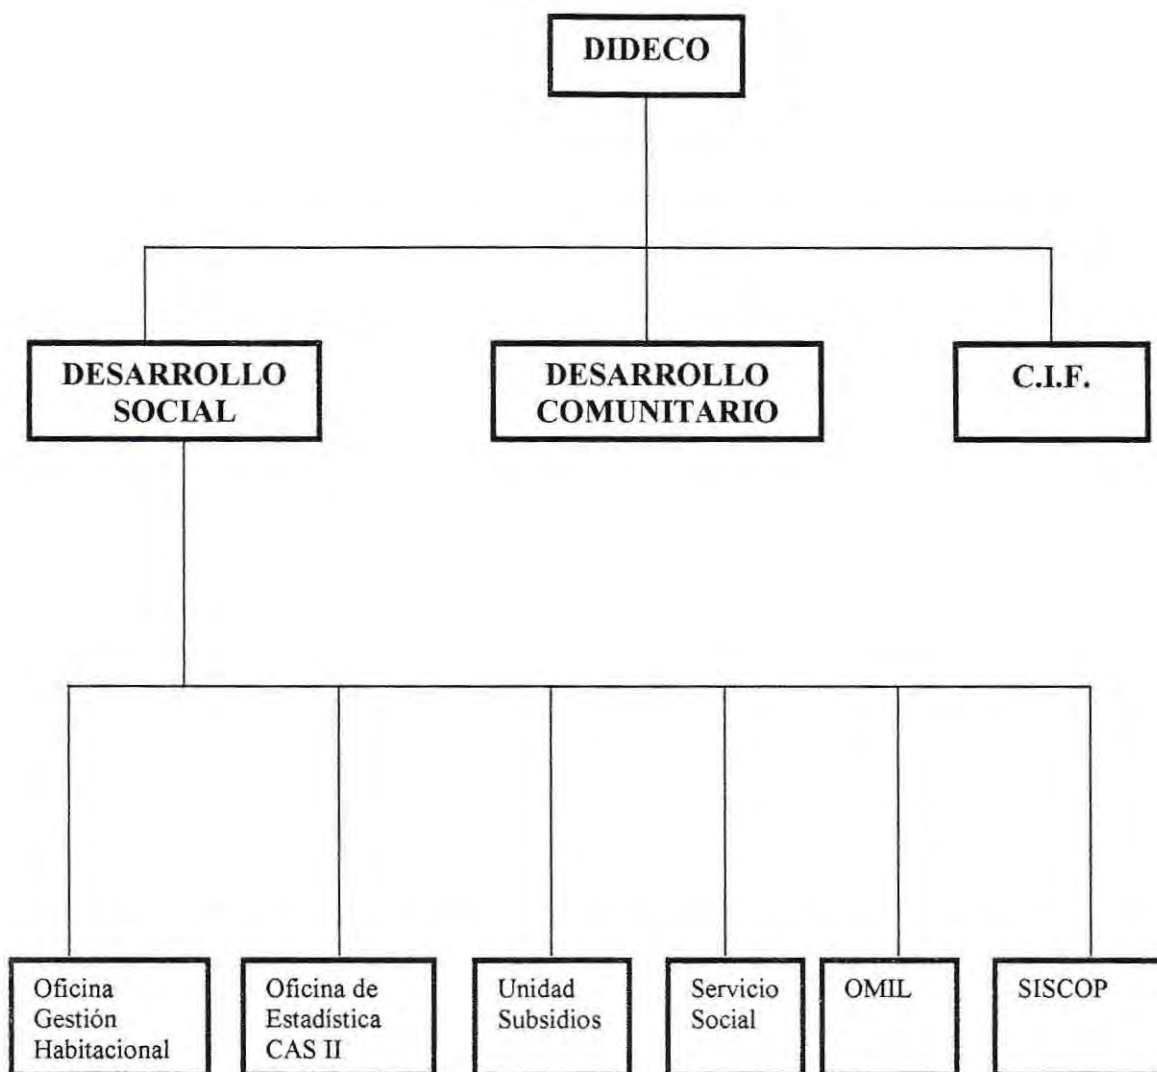 DIDECO
DESARROLLO
SOCIAL
DESARROLLO
COMUNITARIO
C.I.F.
Oficina
Gestión
Habitacional
Oficina de
Estadística
CAS II
Unidad
Subsidios
Servicio
Social
OMIL
SISCOP